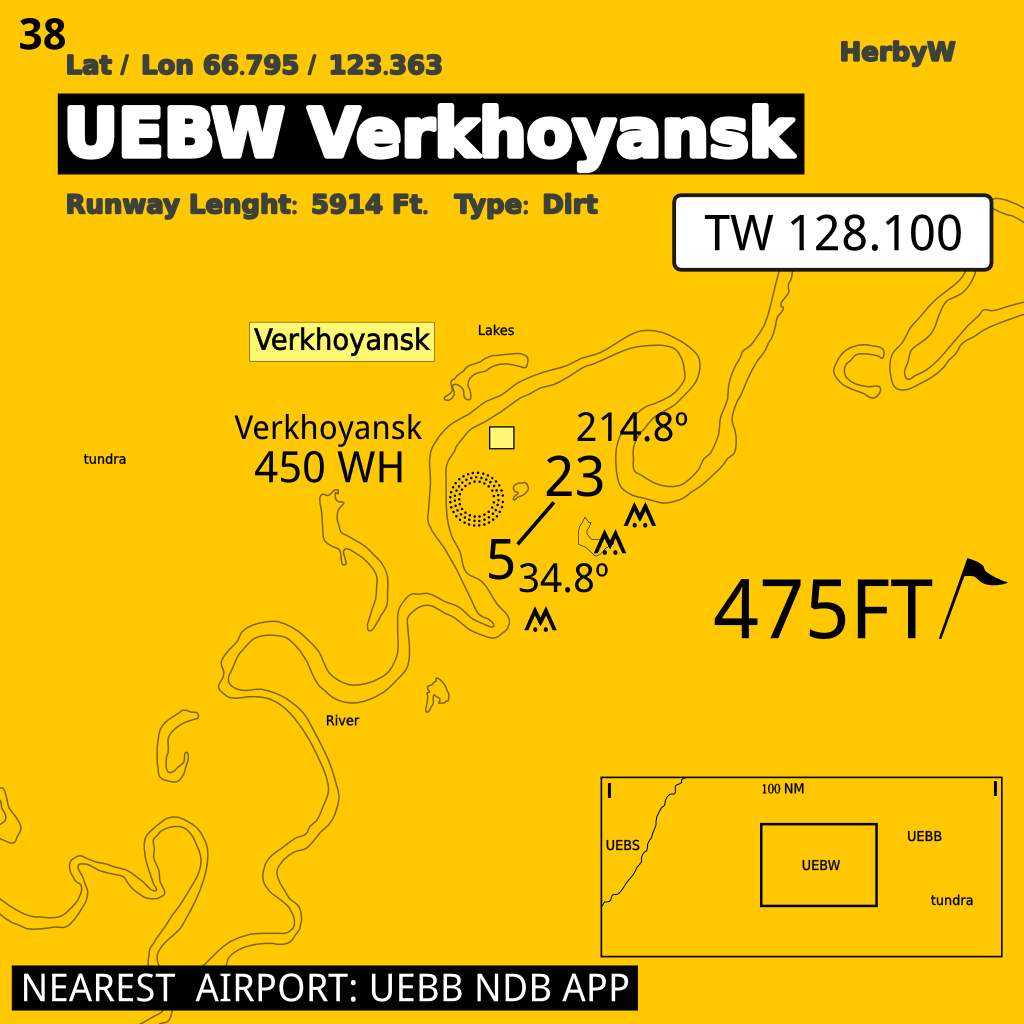 38
Lat / Lon 66.795 / 123.363
HerbyW
UEBW Verkhoyansk
Runway Lenght: 5914 Ft. Type: Dirt
TW 128.100
Verkhoyansk
Lakes
Verkhoyansk
450 WH
214.8º
tundra
23
5
34.8º
475FT
River
100 NM
UEBS
UEBB
UEBW
tundra
NEAREST AIRPORT: UEBB NDB APP